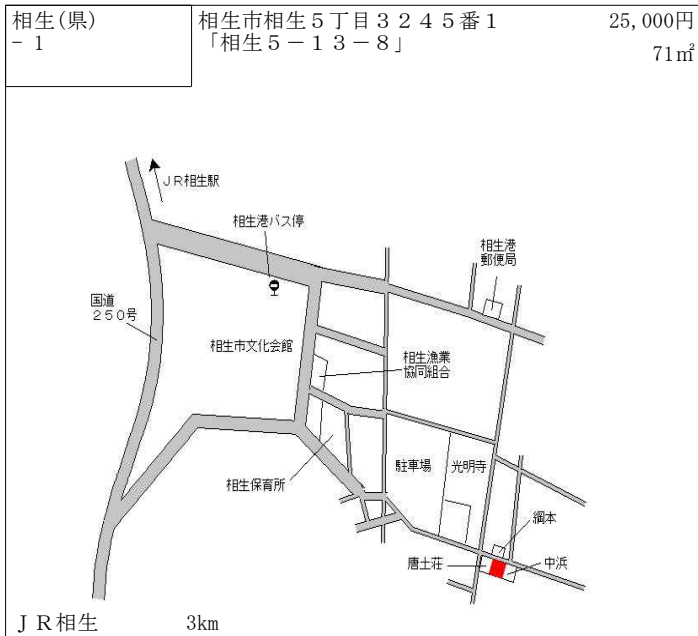 相生(県)
－１
相生市相生５丁目３２４５番１
「相生５－１３－８」
25,000円
71㎡
ＪＲ相生駅
相生港バス停
相生港
郵便局
国道
２５０号
相生市文化会館
相生漁業
協同組合
駐車場
光明寺
相生保育所
綱本
唐土荘
中浜
ＪＲ相生
3km